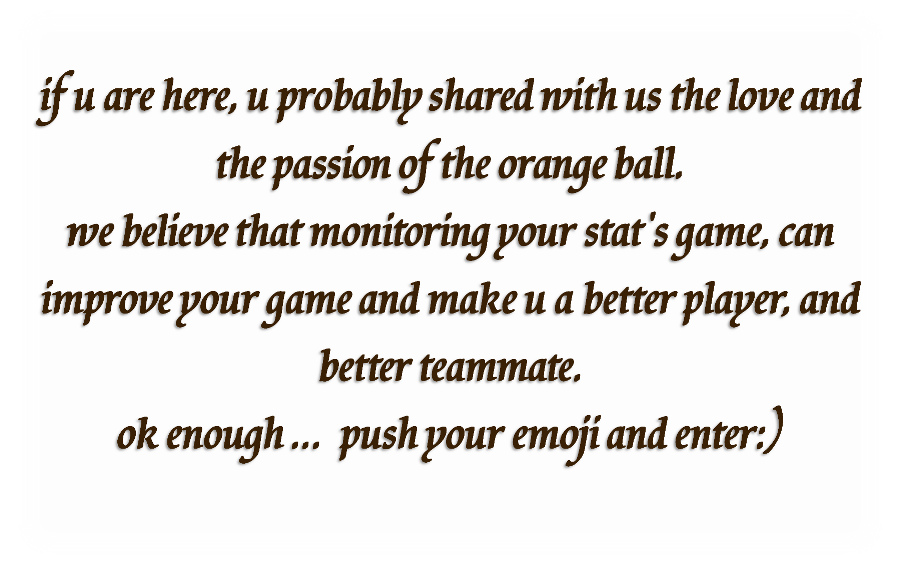 if u are here, u probably shared with us the love and
the passion of the orange ball.
we believe that monitoring your stat's game, can
improve your game and make u a better player, and
better teammate.
ok enough ... push your emoji and enter:)